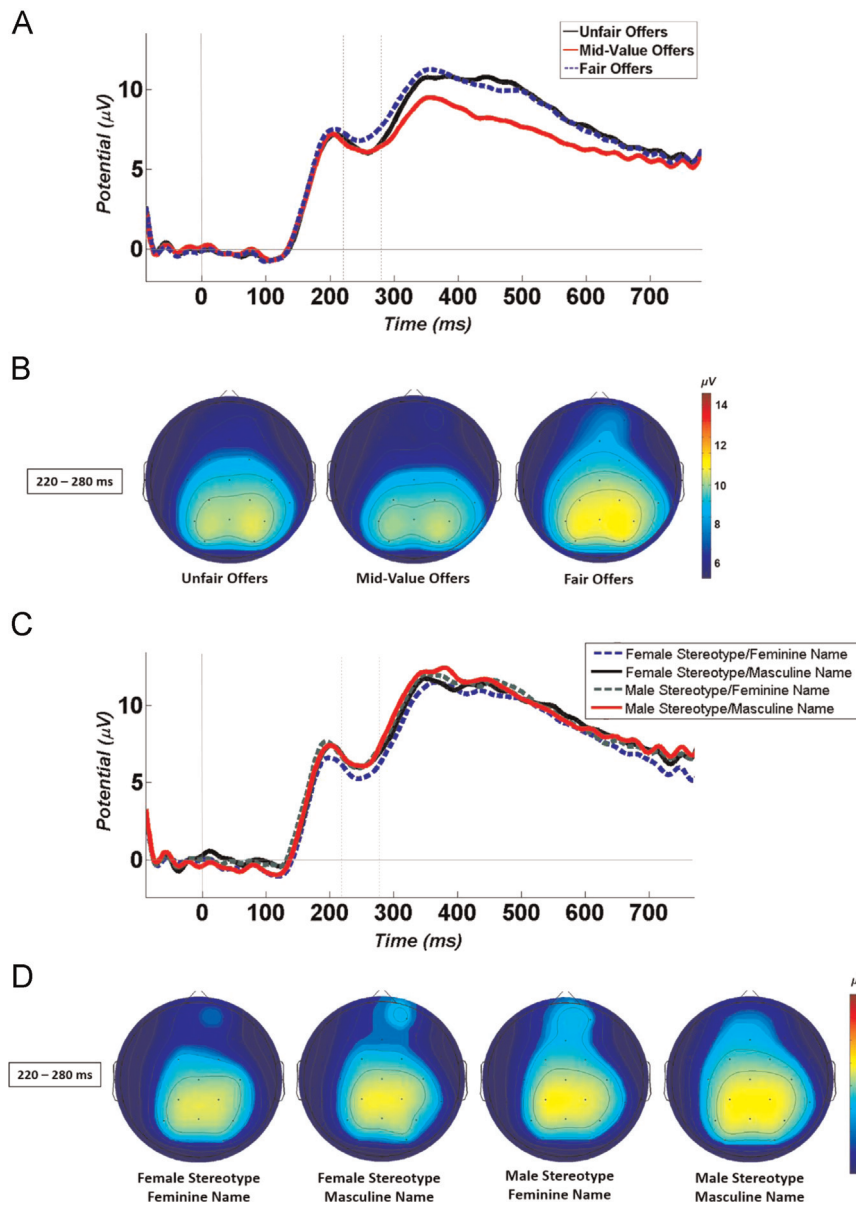 A
Unfair Offers
Mid-Value Offers
Fair Offers
Potential (µV)
10
5
0
0 100 200 300 400 500 600 700
Time (ms)
B
µV
14
12
10
8
6
220 – 280 ms
Unfair Offers Mid-Value Offers Fair Offers
C
Female Stereotype/Feminine Name
Female Stereotype/Masculine Name
Male Stereotype/Feminine Name
Male Stereotype/Masculine Name
Potential (µV)
10
5
0
0 100 200 300 400 500 600 700
Time (ms)
D
220 – 280 ms
Female Stereotype Female Stereotype Male Stereotype Male Stereotype
Feminine Name Masculine Name Feminine Name Masculine Name